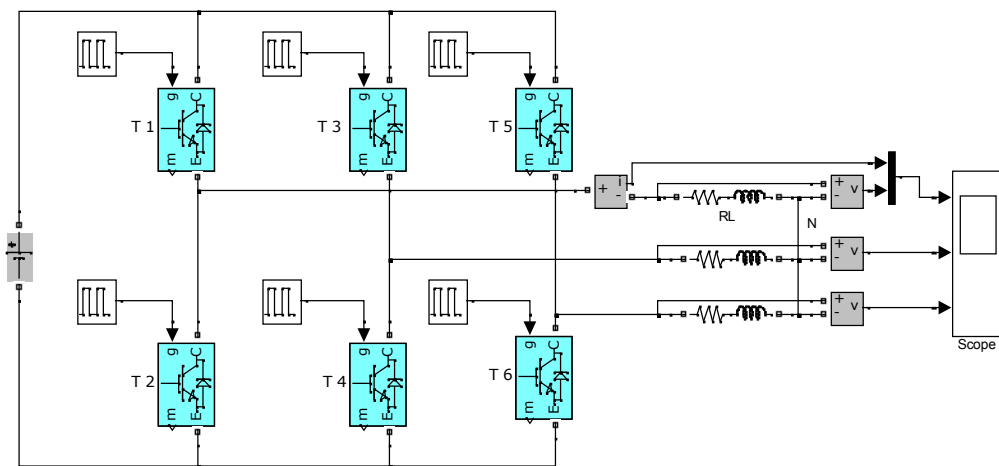 g C
m E
T 1
g C
m E
T 3
g C
m E
T 5
+ i -
+ - v
RL
N
+ - v
+ - v
Scope
+
g C
m E
T 2
g C
m E
T 4
g C
m E
T 6